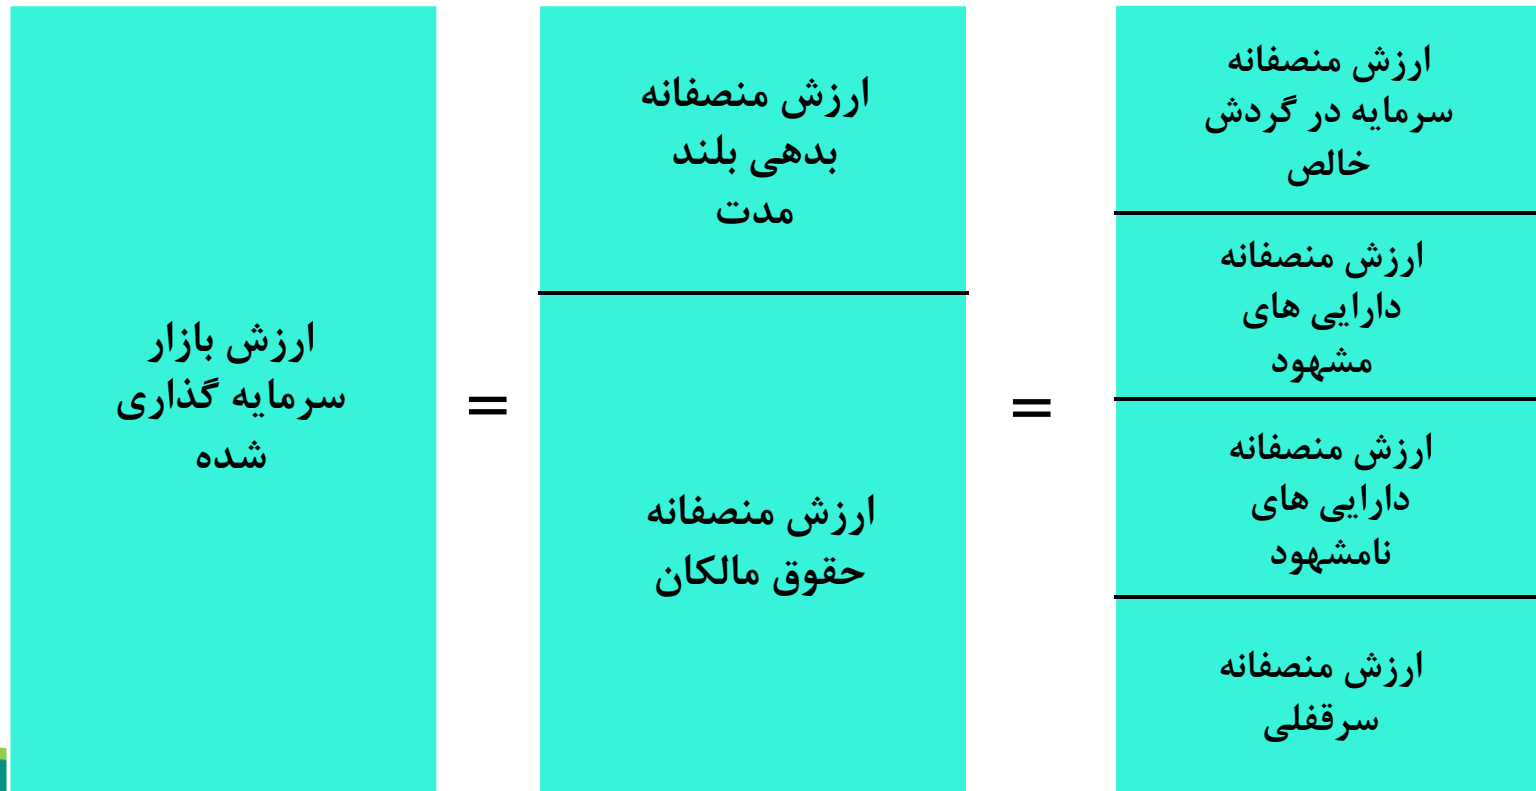 ارزش بازار
سرمایه گذاری
شده
=
ارزش منصفانه
بدهی بلند
مدت
ارزش منصفانه
حقوق مالکان
=
ارزش منصفانه
سرمایه در گردش
خالص
ارزش منصفانه
دارایی های
مشهود
ارزش منصفانه
دارایی های
نامشهود
ارزش منصفانه
سرقفلی